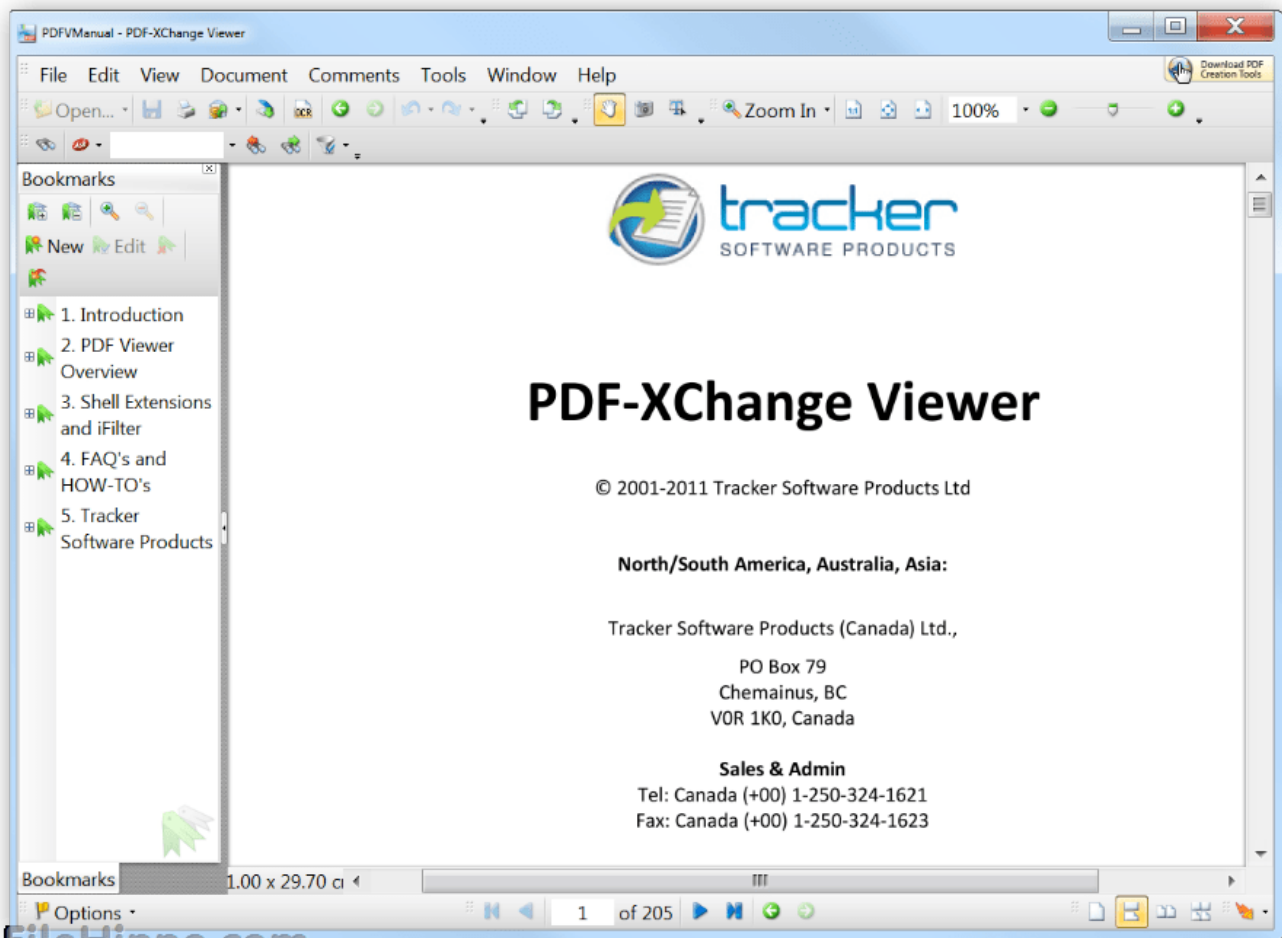 PDFVManual - PDF-XChange Viewer
File Edit View Document Comments Tools Window Help
Download PDF
Creation Tools
Open... OCR Zoom In 1:1 100%
Bookmarks
New Edit
1. Introduction
2. PDF Viewer
Overview
3. Shell Extensions
and iFilter
4. FAQ's and
HOW-TO's
5. Tracker
Software Products
tracker
SOFTWARE PRODUCTS
PDF-XChange Viewer
© 2001-2011 Tracker Software Products Ltd
North/South America, Australia, Asia:
Tracker Software Products (Canada) Ltd.,
PO Box 79
Chemainus, BC
V0R 1K0, Canada
Sales & Admin
Tel: Canada (+00) 1-250-324-1621
Fax: Canada (+00) 1-250-324-1623
Bookmarks
1.00 x 29.70 c
Options
1 of 205
FileHippo.com